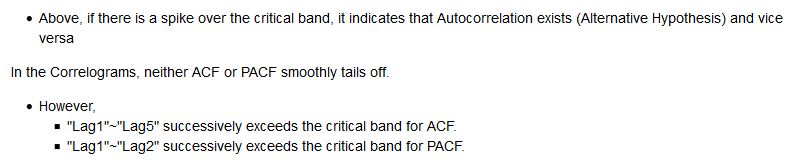 • Above, if there is a spike over the critical band, it indicates that Autocorrelation exists (Alternative Hypothesis) and vice
versa
In the Correlograms, neither ACF or PACF smoothly tails off.
• However,
▪ "Lag1"~"Lag5" successively exceeds the critical band for ACF.
▪ "Lag1"~"Lag2" successively exceeds the critical band for PACF.